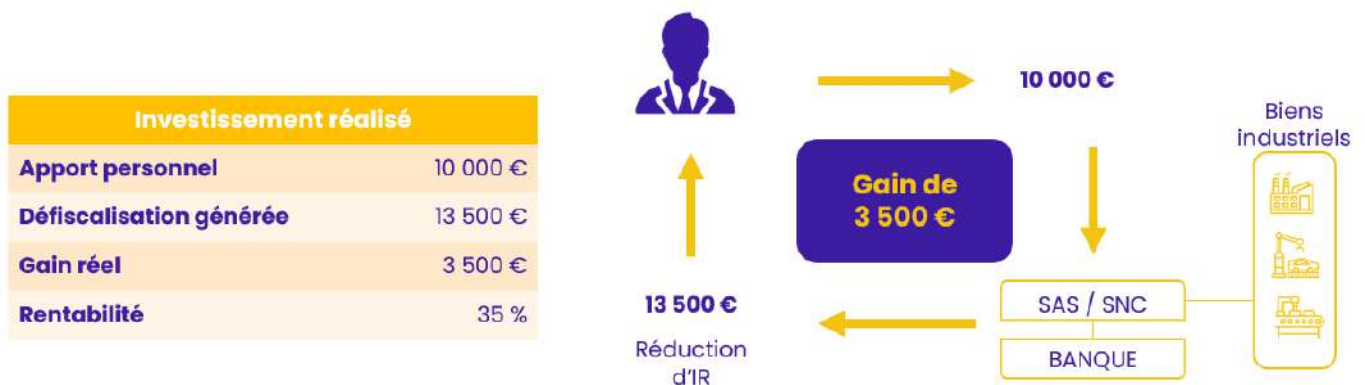 Investissement réalisé
Apport personnel 10 000 €
Défiscalisation générée 13 500 €
Gain réel 3 500 €
Rentabilité 35 %
10 000 €
Biens
industriels
Gain de
3 500 €
SAS / SNC
BANQUE
13 500 €
Réduction
d'IR